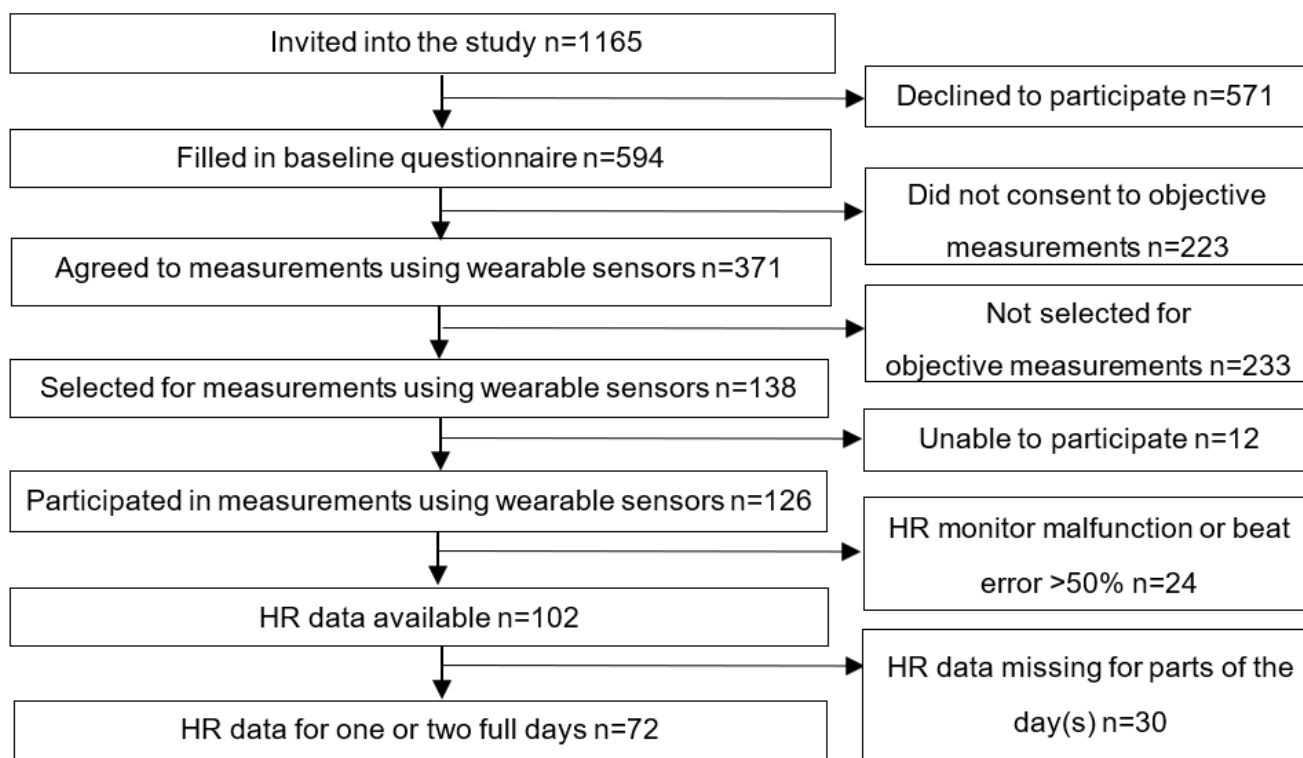 Invited into the study n=1165
Declined to participate n=571
Filled in baseline questionnaire n=594
Did not consent to objective
measurements n=223
Agreed to measurements using wearable sensors n=371
Not selected for
objective measurements n=233
Selected for measurements using wearable sensors n=138
Unable to participate n=12
Participated in measurements using wearable sensors n=126
HR monitor malfunction or beat
error >50% n=24
HR data available n=102
HR data missing for parts of the
day(s) n=30
HR data for one or two full days n=72